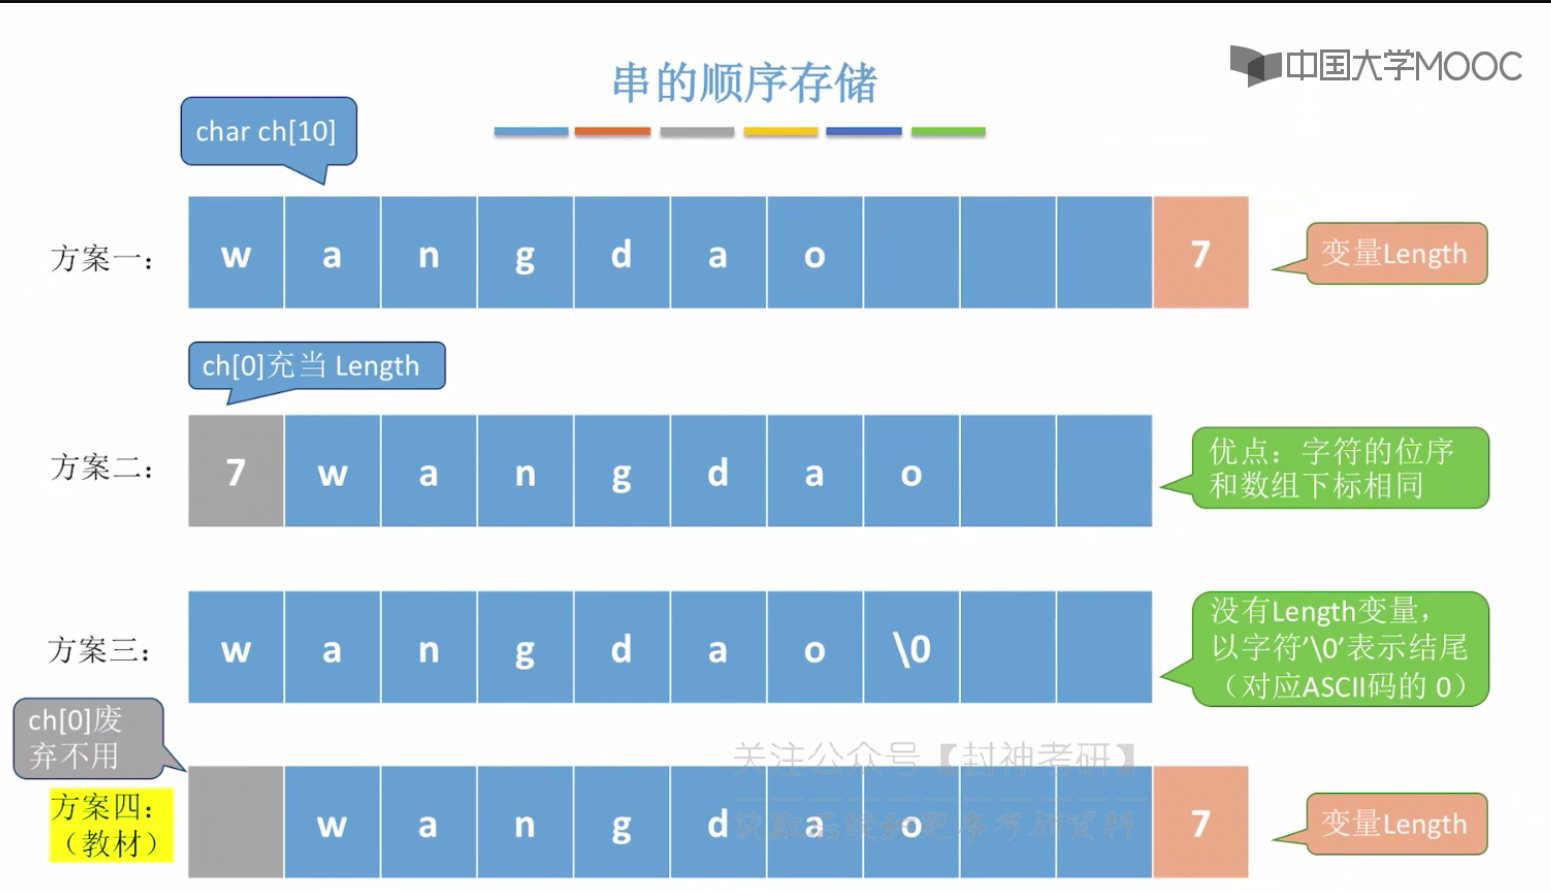 中国大学MOOC
串的顺序存储
char ch[10]
方案一：
w a n g d a o 7
变量Length
ch[0]充当 Length
方案二：
7 w a n g d a o
优点：字符的位序
和数组下标相同
方案三：
w a n g d a o \0
没有Length变量，
以字符'\0'表示结尾
（对应ASCII码的 0）
ch[0]废
弃不用
关注公众号【封神考研】
方案四：
（教材）
w a n g d a o 7
变量Length